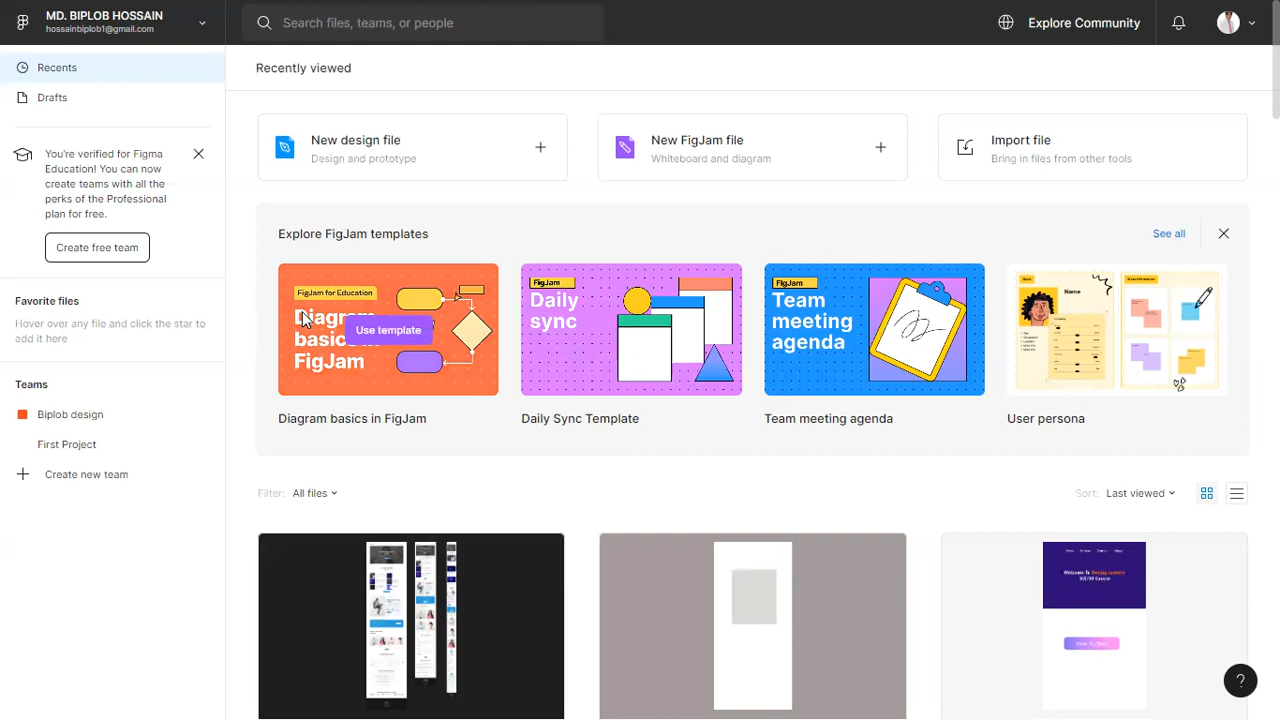 MD. BIPLOB HOSSAIN
hossainbiplob1@gmail.com
Search files, teams, or people
Explore Community
Recents
Drafts
You're verified for Figma
Education! You can now
create teams with all the
perks of the Professional
plan for free.
Create free team
Favorite files
Hover over any file and click the star to
add it here
Teams
Biplob design
First Project
Create new team
Recently viewed
New design file
Design and prototype
New FigJam file
Whiteboard and diagram
Import file
Bring in files from other tools
Explore FigJam templates
See all
FigJam for Education
Diagram
basics
FigJam
Use template
Diagram basics in FigJam
FigJam
Daily
sync
Daily Sync Template
FigJam
Team
meeting
agenda
Team meeting agenda
Name
User persona
Filter: All files
Sort: Last viewed
Welcome To
?